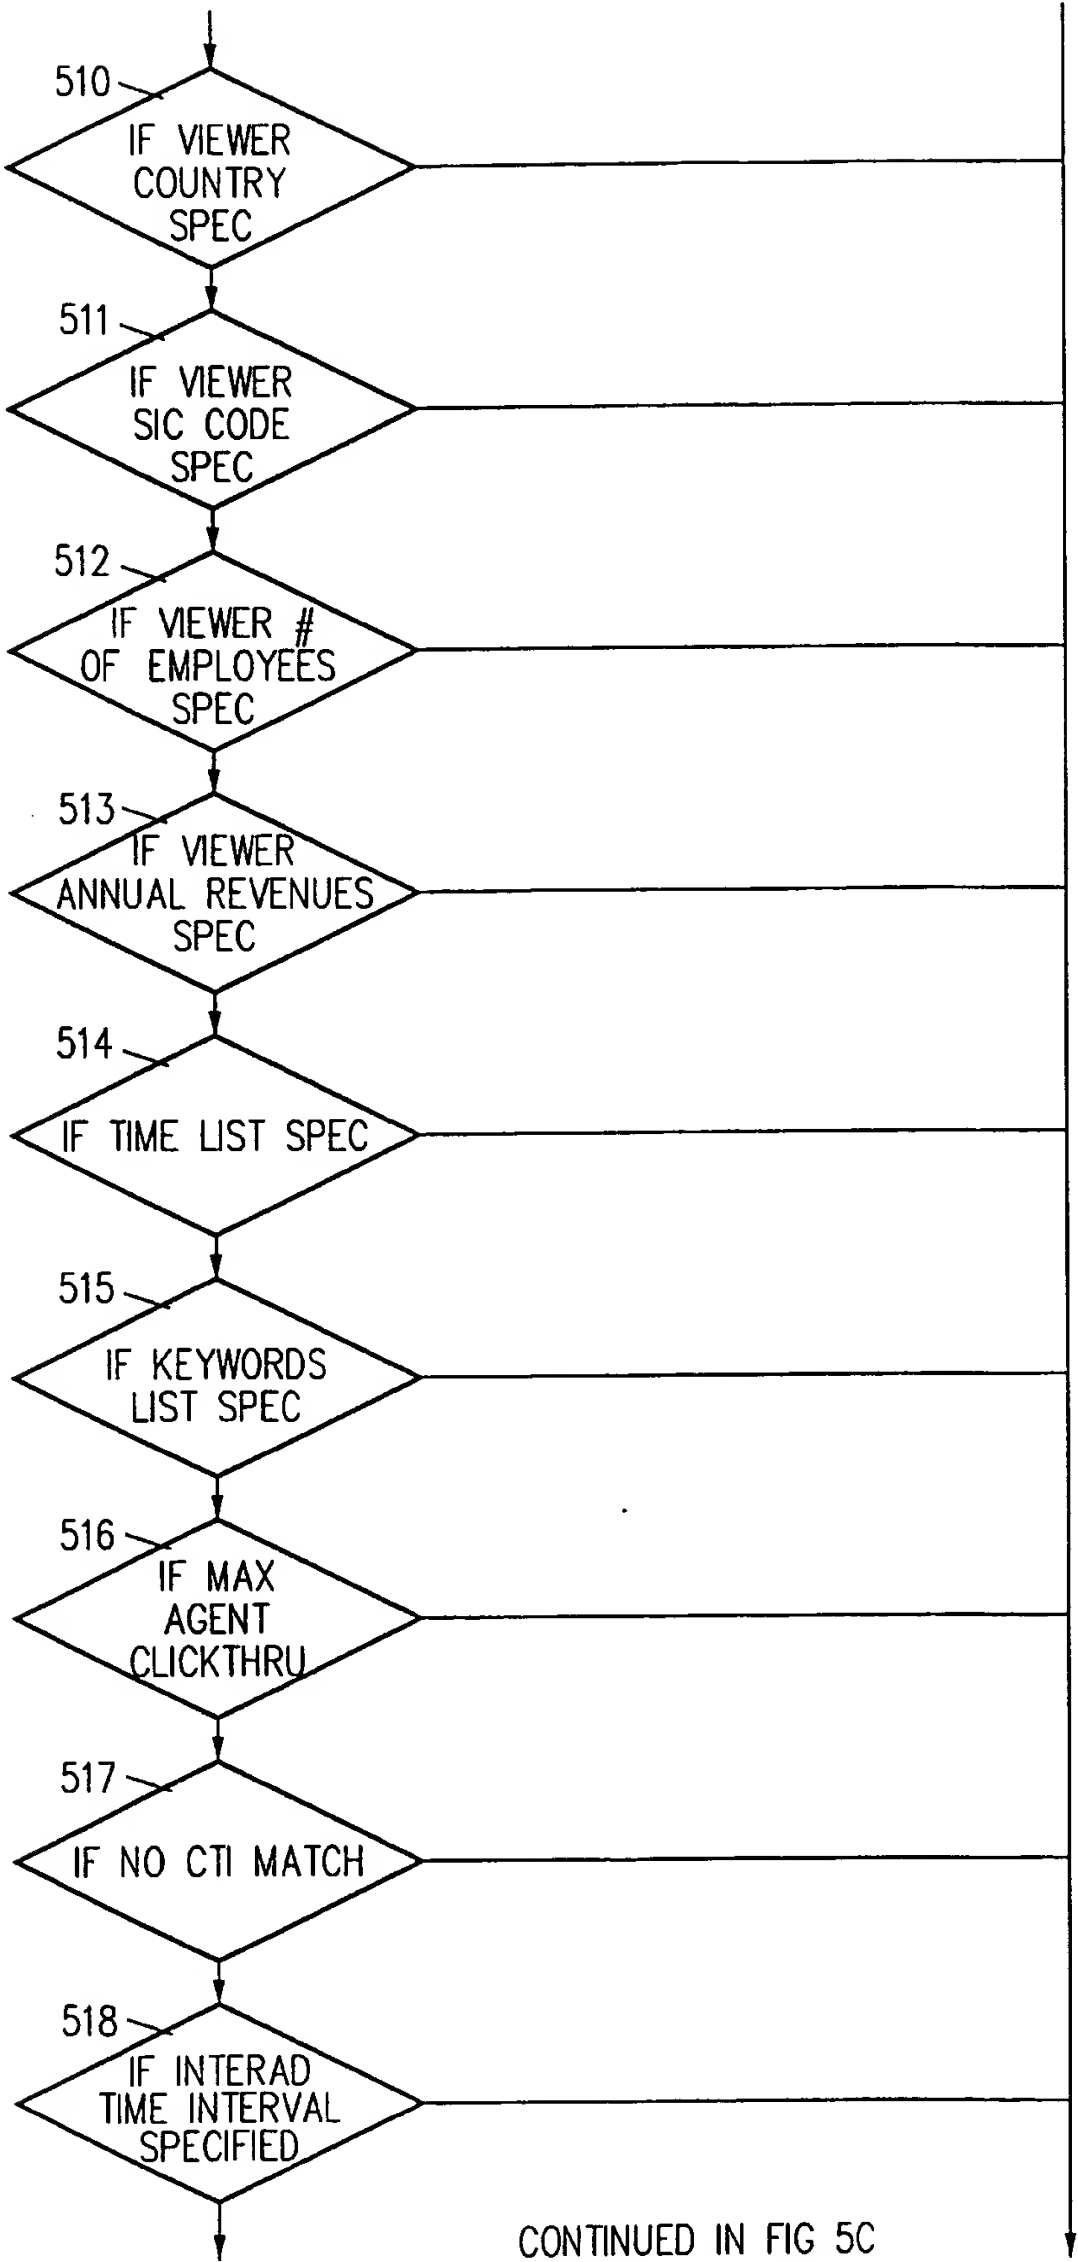 510
IF VIEWER
COUNTRY
SPEC
511
IF VIEWER
SIC CODE
SPEC
512
IF VIEWER #
OF EMPLOYEES
SPEC
513
IF VIEWER
ANNUAL REVENUES
SPEC
514
IF TIME LIST SPEC
515
IF KEYWORDS
LIST SPEC
516
IF MAX
AGENT
CLICKTHRU
517
IF NO CTI MATCH
518
IF INTERAD
TIME INTERVAL
SPECIFIED
CONTINUED IN FIG 5C